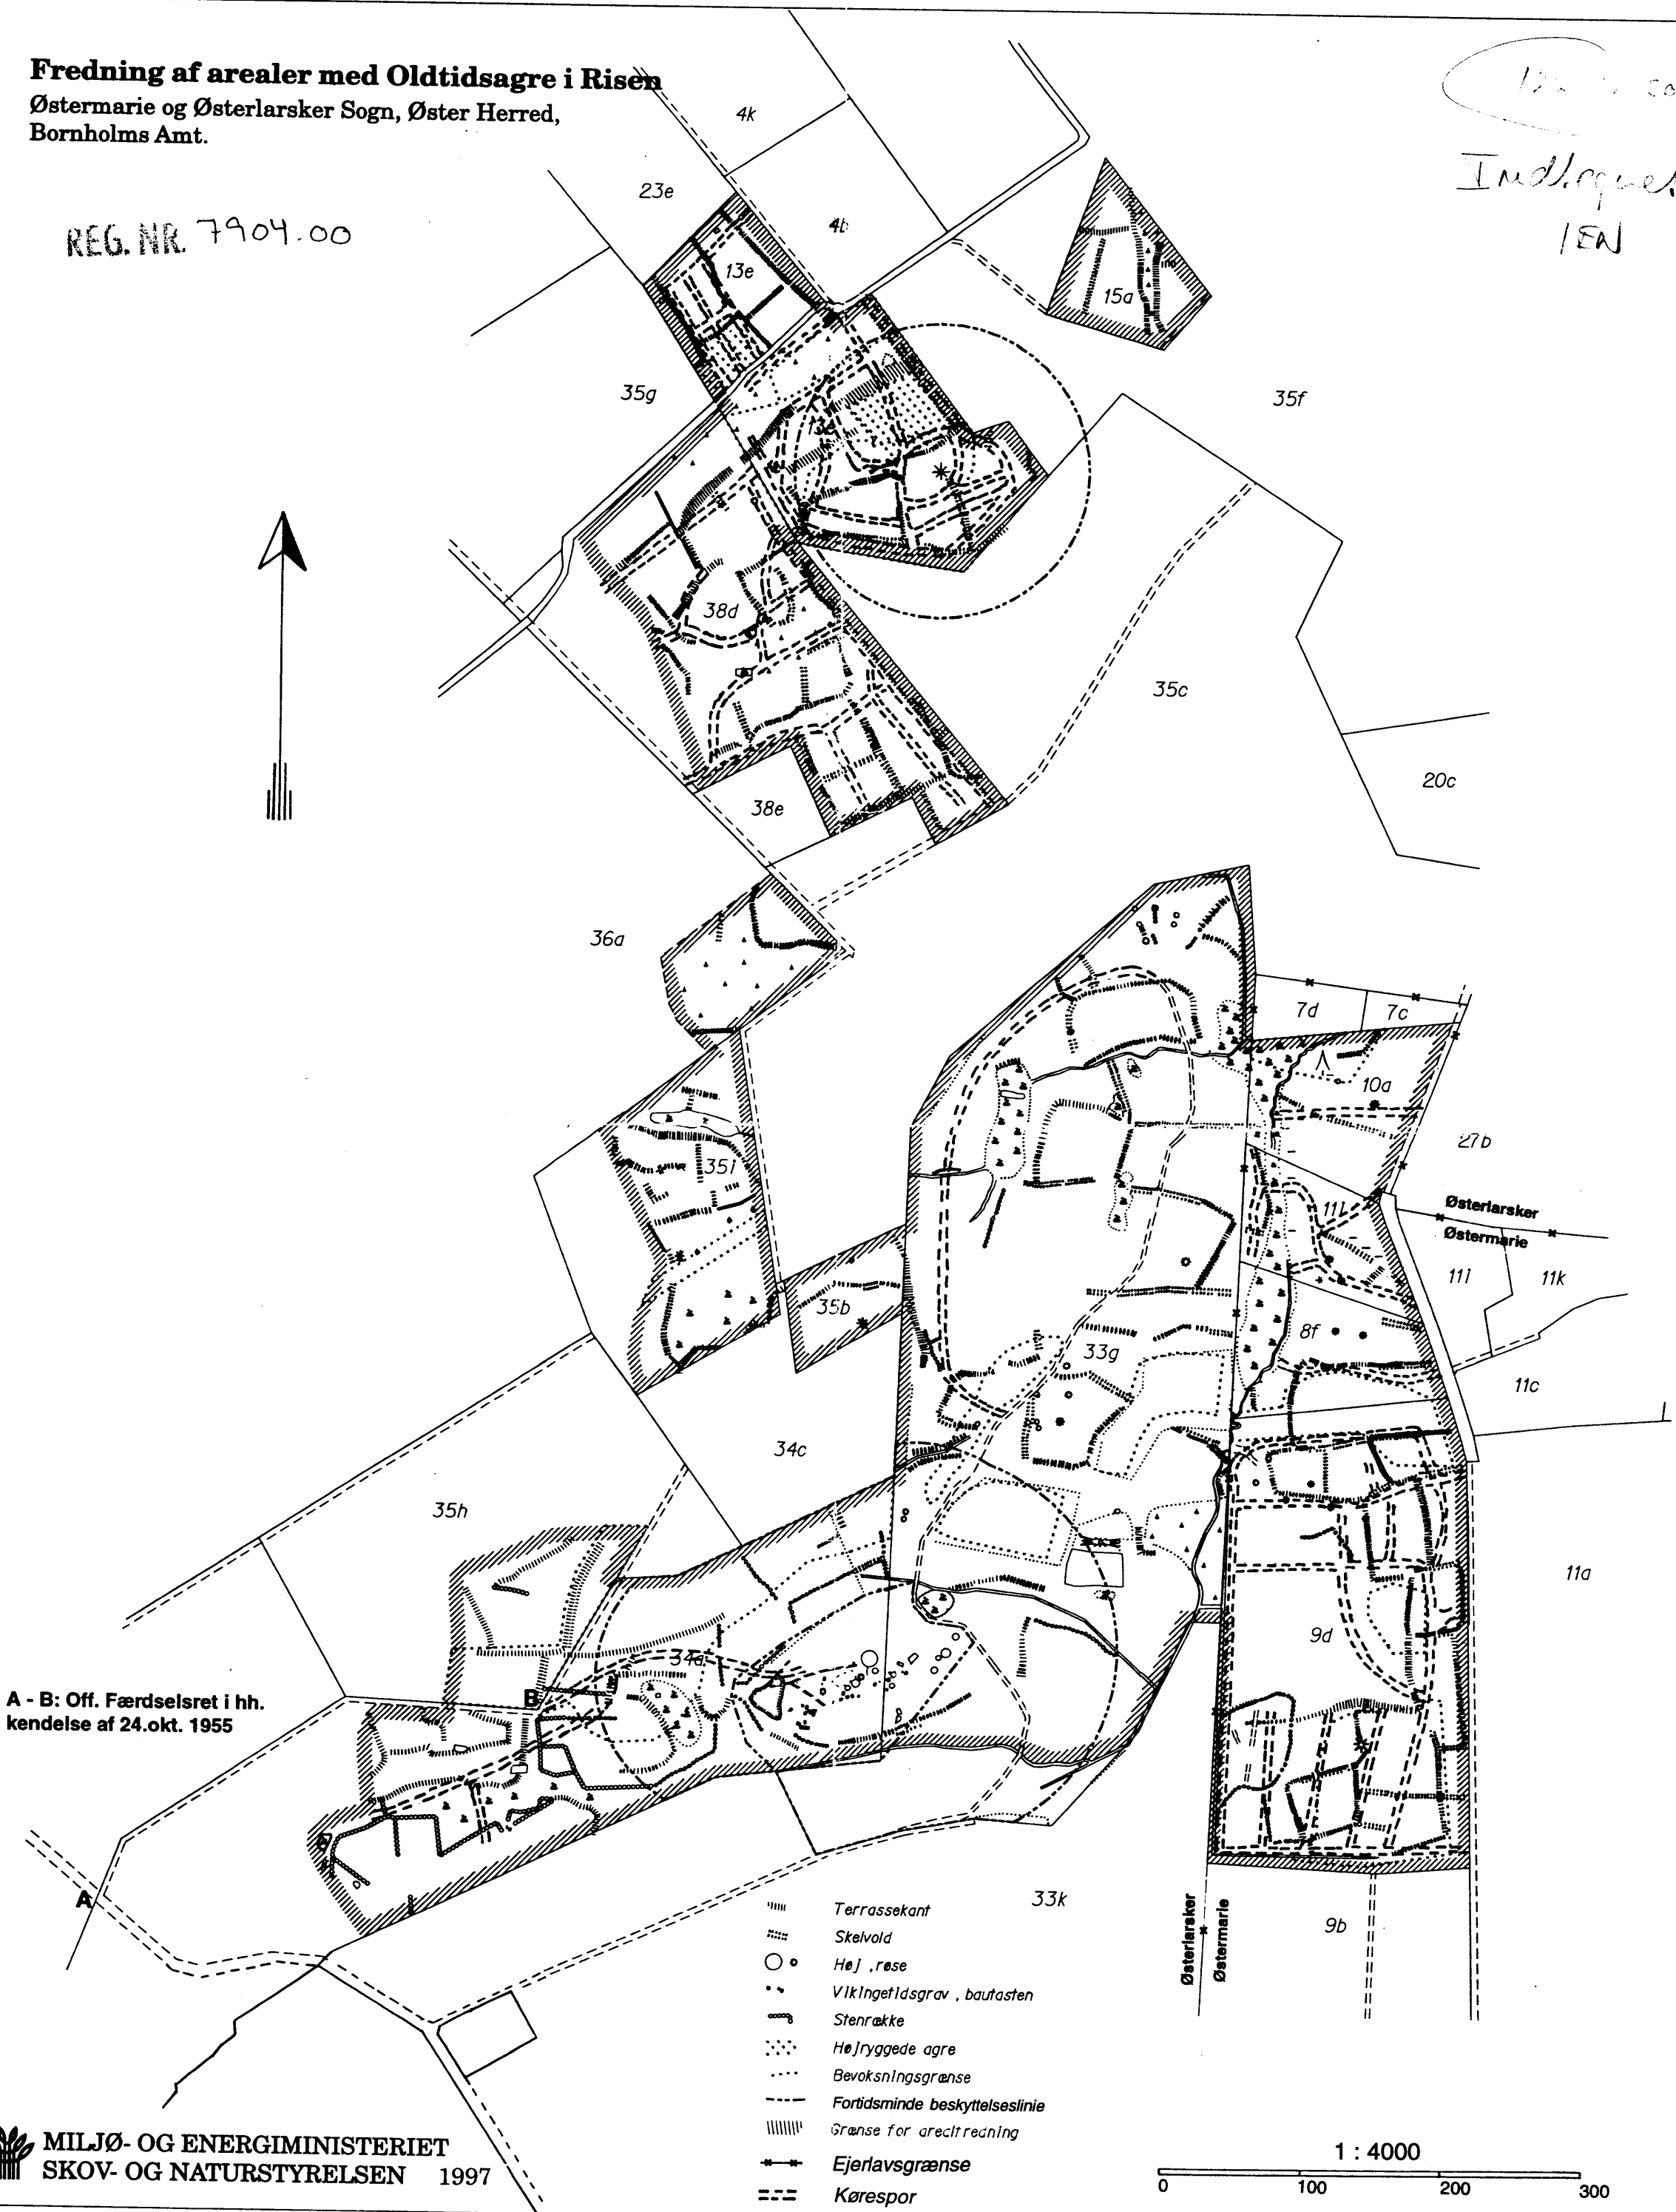 Fredning af arealer med Oldtidsagre i Risen
Østermarie og Østerlarsker Sogn, Øster Herred,
Bornholms Amt.
REG. NR. 7904.00
IEN
4k
23e
4b
13e
15a
35g
35f
38d
35c
20c
38e
36a
7d
7c
10a
27b
35i
11l
Østerlarsker
Østermarie
11i
11k
35b
8f
33g
11c
34c
35h
11a
9d
A - B: Off. Færdselsret i hh.
kendelse af 24.okt. 1955
B
A
33k
9b
Østerlarsker
Østermarie
Terrassekant
Skelvold
Høj , røse
Vikingetidsgrav , bautasten
Stenrække
Højryggede agre
Bevoksningsgrænse
Fortidsminde beskyttelseslinie
Grænse for arealfredning
Ejerlavsgrænse
Kørespor
MILJØ- OG ENERGIMINISTERIET
SKOV- OG NATURSTYRELSEN 1997
1 : 4000
0 100 200 300